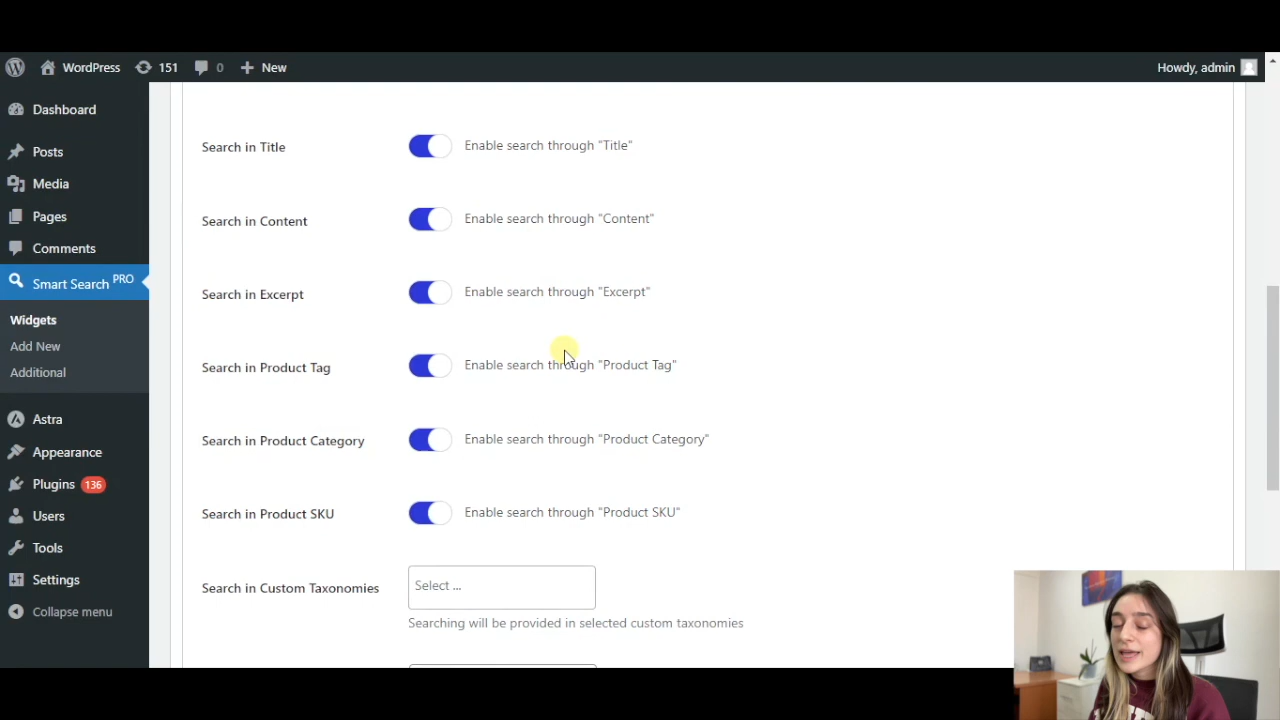 WordPress 151 0 New Howdy, admin
Dashboard
Posts
Media
Pages
Comments
Smart Search PRO
Widgets
Add New
Additional
Astra
Appearance
Plugins 136
Users
Tools
Settings
Collapse menu
Search in Title Enable search through "Title"
Search in Content Enable search through "Content"
Search in Excerpt Enable search through "Excerpt"
Search in Product Tag Enable search through "Product Tag"
Search in Product Category Enable search through "Product Category"
Search in Product SKU Enable search through "Product SKU"
Search in Custom Taxonomies Select ...
Searching will be provided in selected custom taxonomies